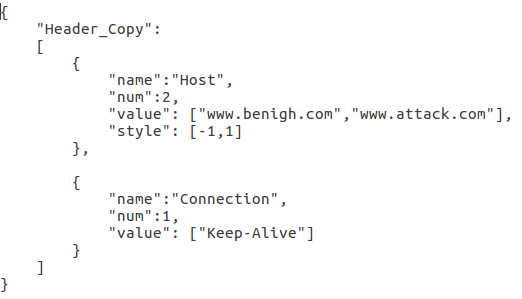 {
    "Header_Copy":
    [
        {
            "name":"Host",
            "num":2,
            "value": ["www.benigh.com","www.attack.com"],
            "style": [-1,1]
        },

        {
            "name":"Connection",
            "num":1,
            "value": ["Keep-Alive"]
        }
    ]
}